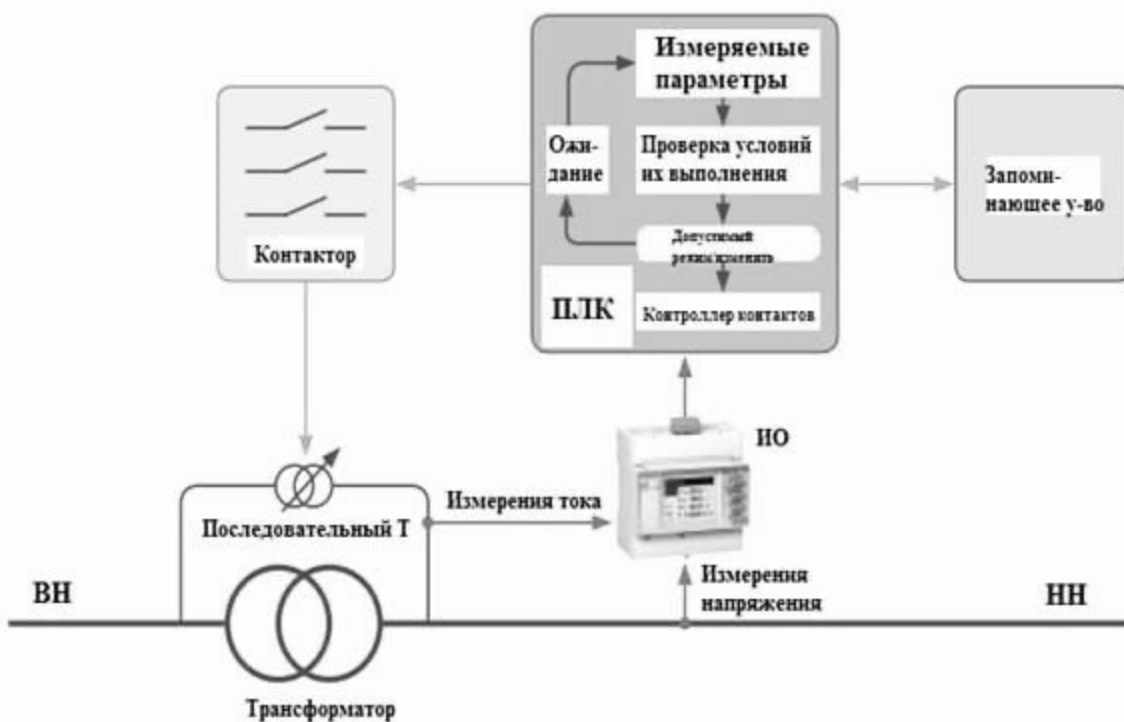 Измеряемые
параметры
Ожи-
дание
Проверка условий
их выполнения
Допустимый
режим'изменять
ПЛК
Контроллер контактов
Контактор
Запоми-
нающее у-во
ИО
Измерения тока
Последовательный Т
Измерения
напряжения
ВН
НН
Трансформатор